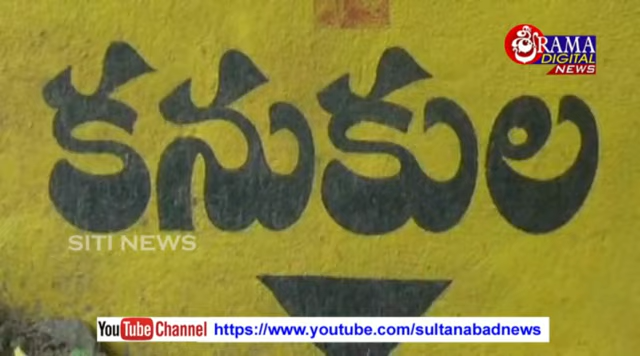 శ్రీRAMA
DIGITAL
NEWS
కనుకుల
SITI NEWS
YouTube Channel https://www.youtube.com/sultanabadnews